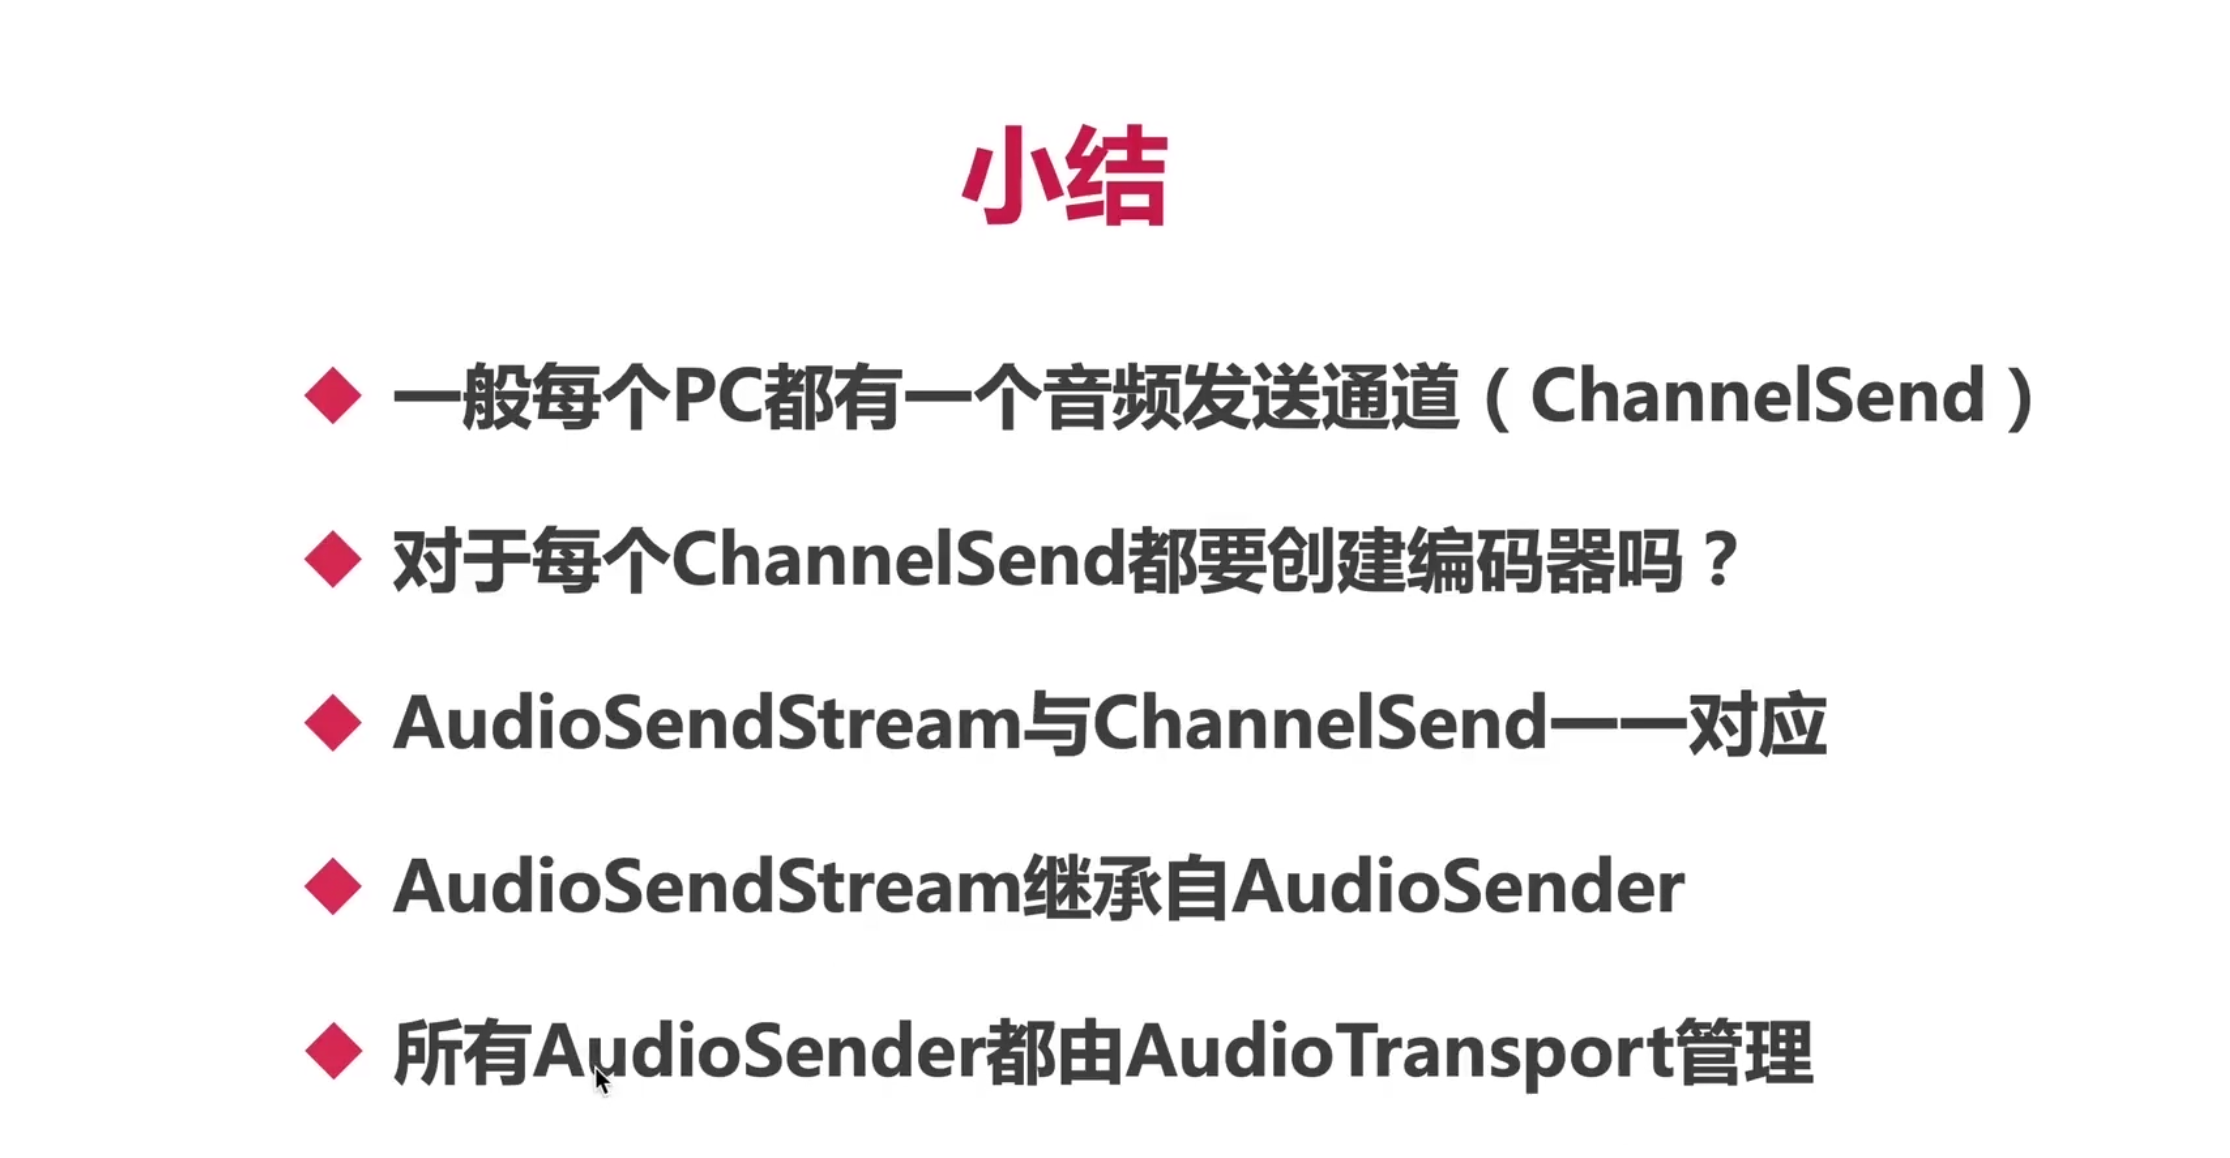 小结
一般每个PC都有一个音频发送通道（ChannelSend）
对于每个ChannelSend都要创建编码器吗？
AudioSendStream与ChannelSend一一对应
AudioSendStream继承自AudioSender
所有AudioSender都由AudioTransport管理